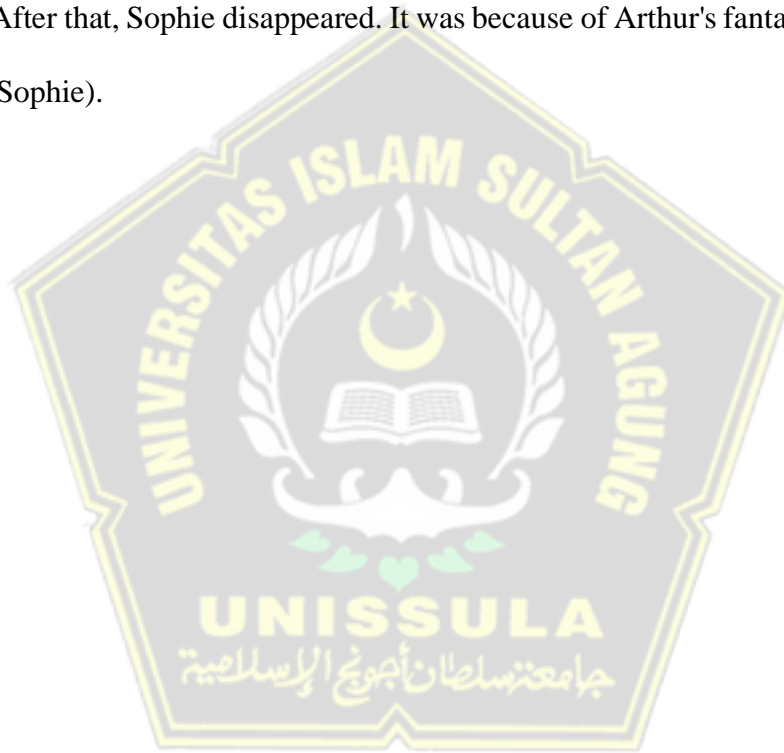 After that, Sophie disappeared. It was because of Arthur's fanta
Sophie).
UNIVERSITAS ISLAM SULTAN AGUNG
UNISSULA
جامعة سلطان أجونج الإسلامية